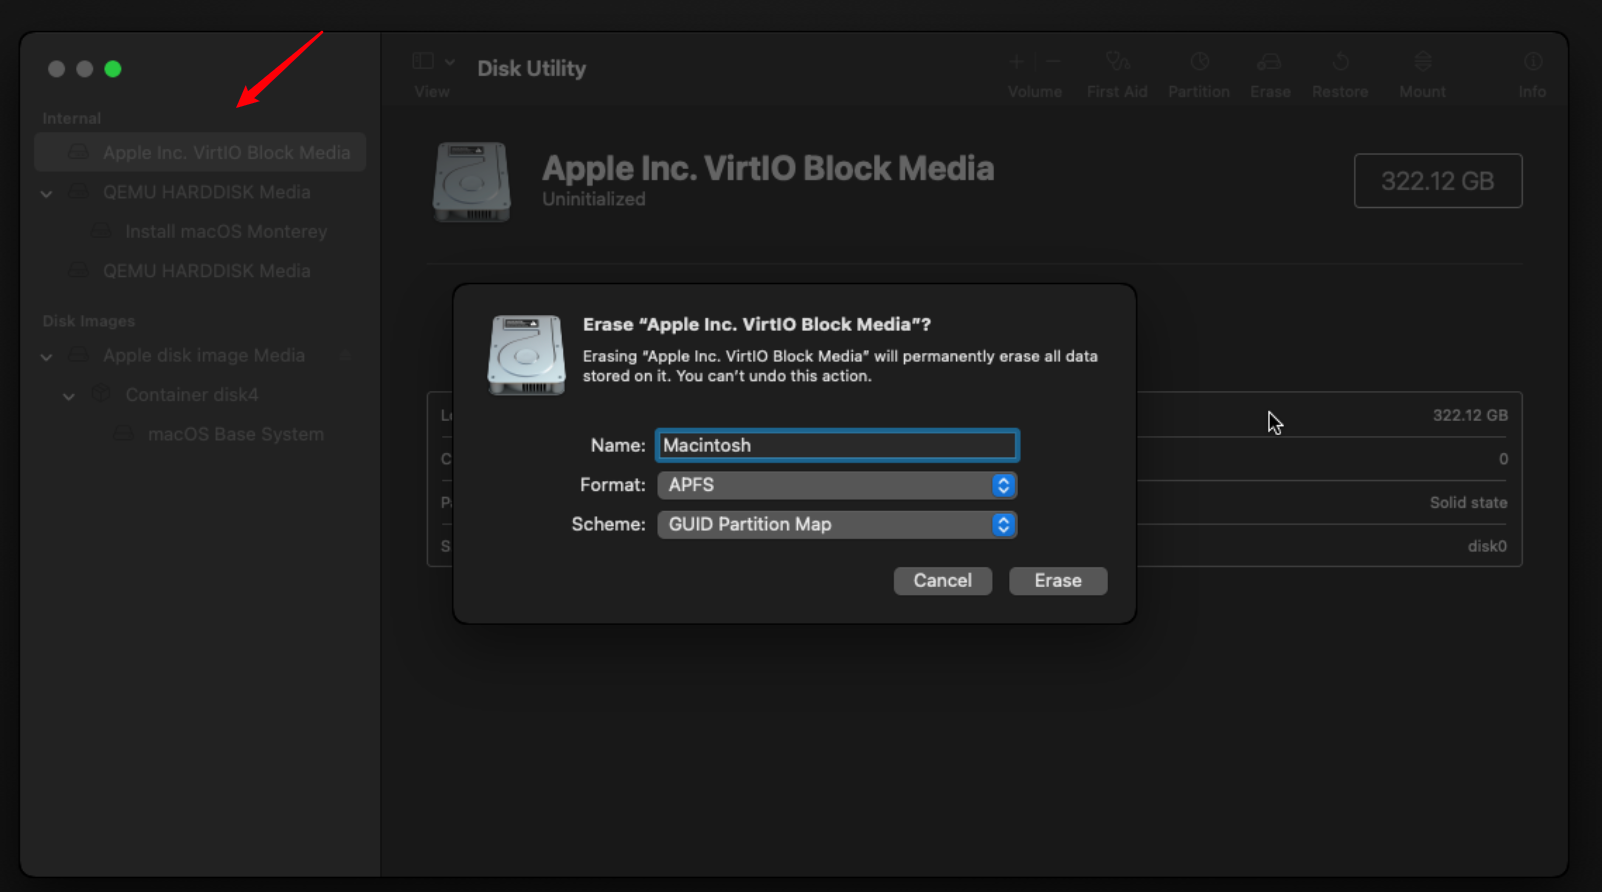 View
Disk Utility
Volume
First Aid
Partition
Erase
Restore
Mount
Info
Internal
Apple Inc. VirtIO Block Media
QEMU HARDDISK Media
Install macOS Monterey
QEMU HARDDISK Media
Disk Images
Apple disk image Media
Container disk4
macOS Base System
Apple Inc. VirtIO Block Media
Uninitialized
322.12 GB
Erase “Apple Inc. VirtIO Block Media”?
Erasing “Apple Inc. VirtIO Block Media” will permanently erase all data
stored on it. You can’t undo this action.
Name: Macintosh
Format: APFS
Scheme: GUID Partition Map
Cancel
Erase
322.12 GB
0
Solid state
disk0